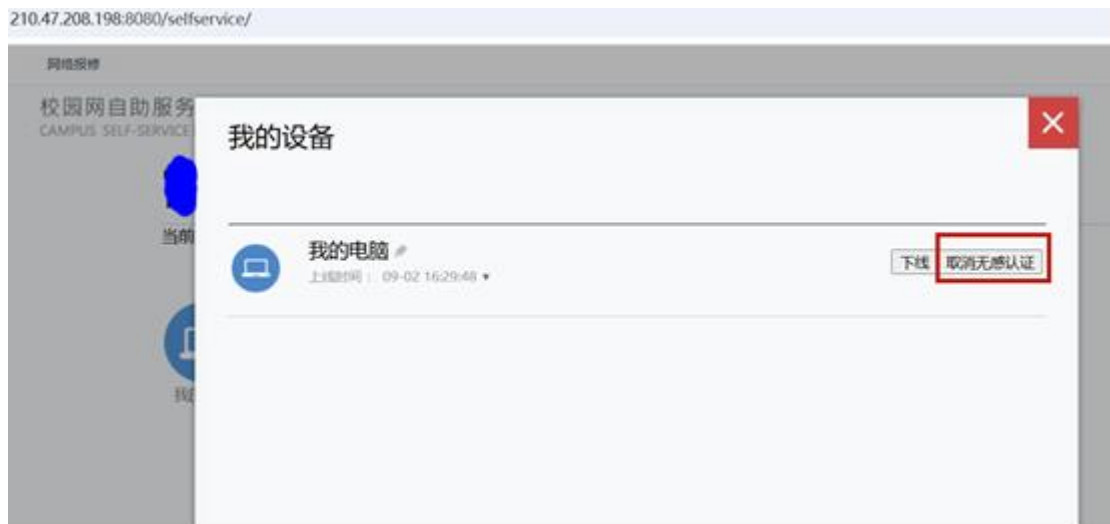 210.47.208.198:8080/selfservice/
网络报修
校园网自助服务
CAMPUS SELF-SERVICE
我的设备
当前
我的电脑
上线时间： 09-02 16:29:48
下线 取消无感认证
我的